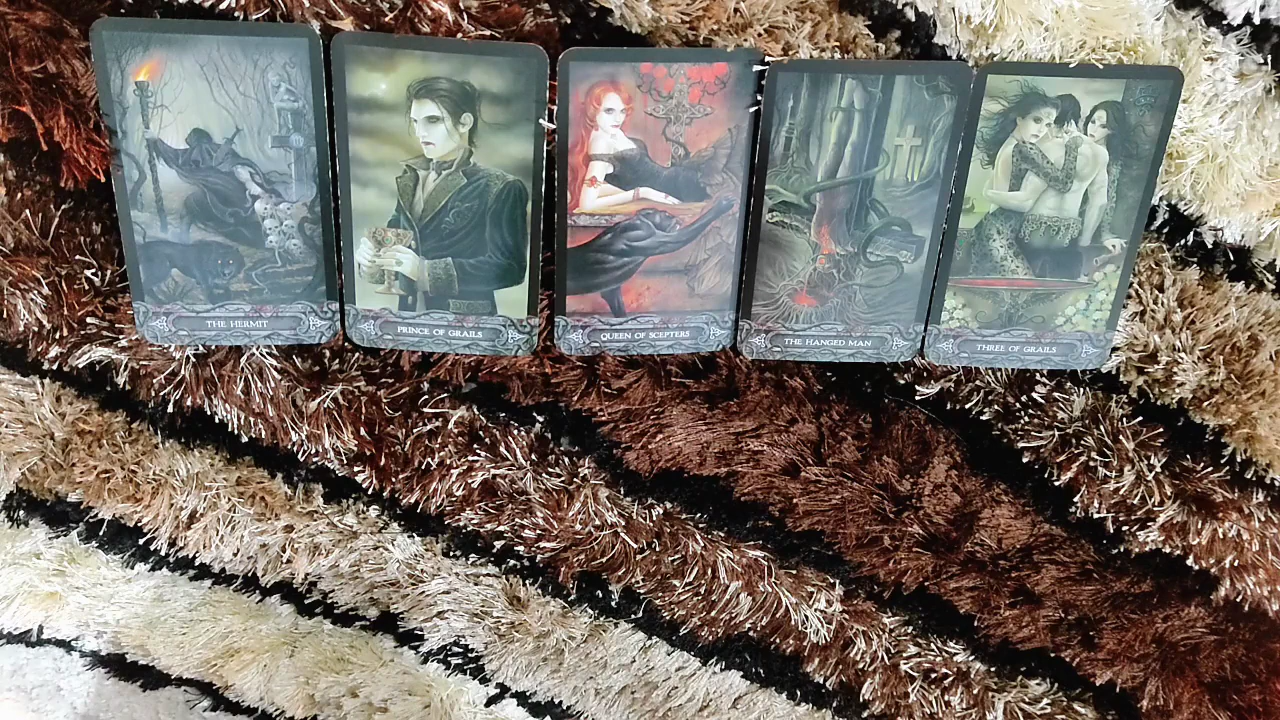 THE HERMIT
PRINCE OF GRAILS
QUEEN OF SCEPTERS
THE HANGED MAN
THREE OF GRAILS